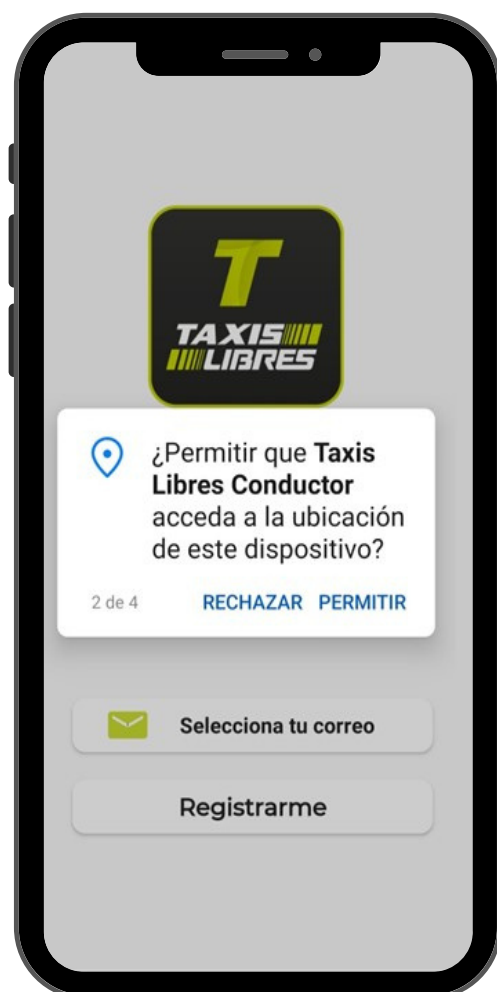 T
TAXIS
LIBRES
¿Permitir que Taxis
Libres Conductor
acceda a la ubicación
de este dispositivo?
2 de 4 RECHAZAR PERMITIR
Selecciona tu correo
Registrarme